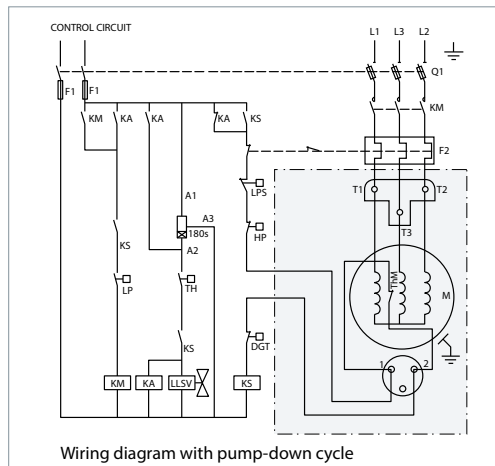 CONTROL CIRCUIT
L1 L3 L2
Q1
F1 F1
KM KA KA KA KS KM
F2
LPS
T1 T2
A1
A3
180s
T3
HP
KS
A2
ThM
M
LP TH
KS
DGT
1 2
KM KA LLSV KS
Wiring diagram with pump-down cycle